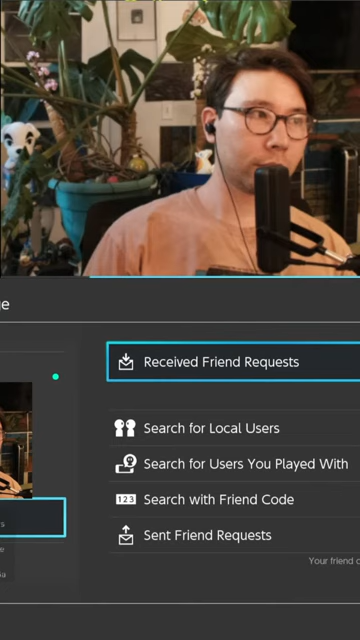 ge
Received Friend Requests
Search for Local Users
Search for Users You Played With
123 Search with Friend Code
Sent Friend Requests
Your friend